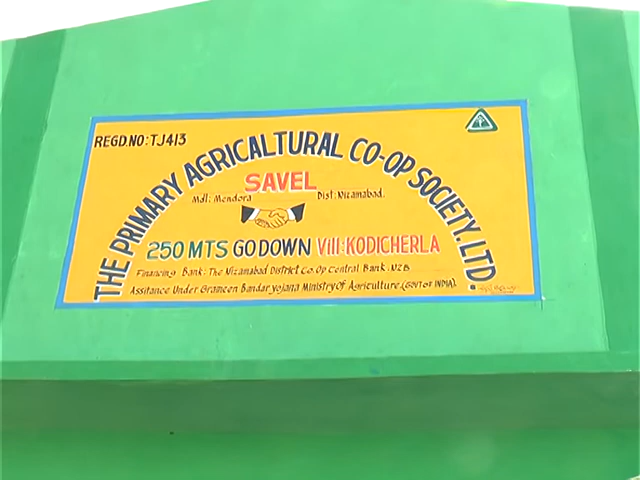 REGD.NO:TJ413
THE PRIMARY AGRICALTURAL CO-OP SOCIETY.LTD
SAVEL
Mdl: Mendora Dist: Nizamabad.
250 MTS GODOWN Vill:KODICHERLA
Financing Bank: The Nizamabad District Co.Op Central Bank. NZB
Assitance Under Grameen Bandar yojana Ministry Of Agriculture.(GOVT OF INDIA).